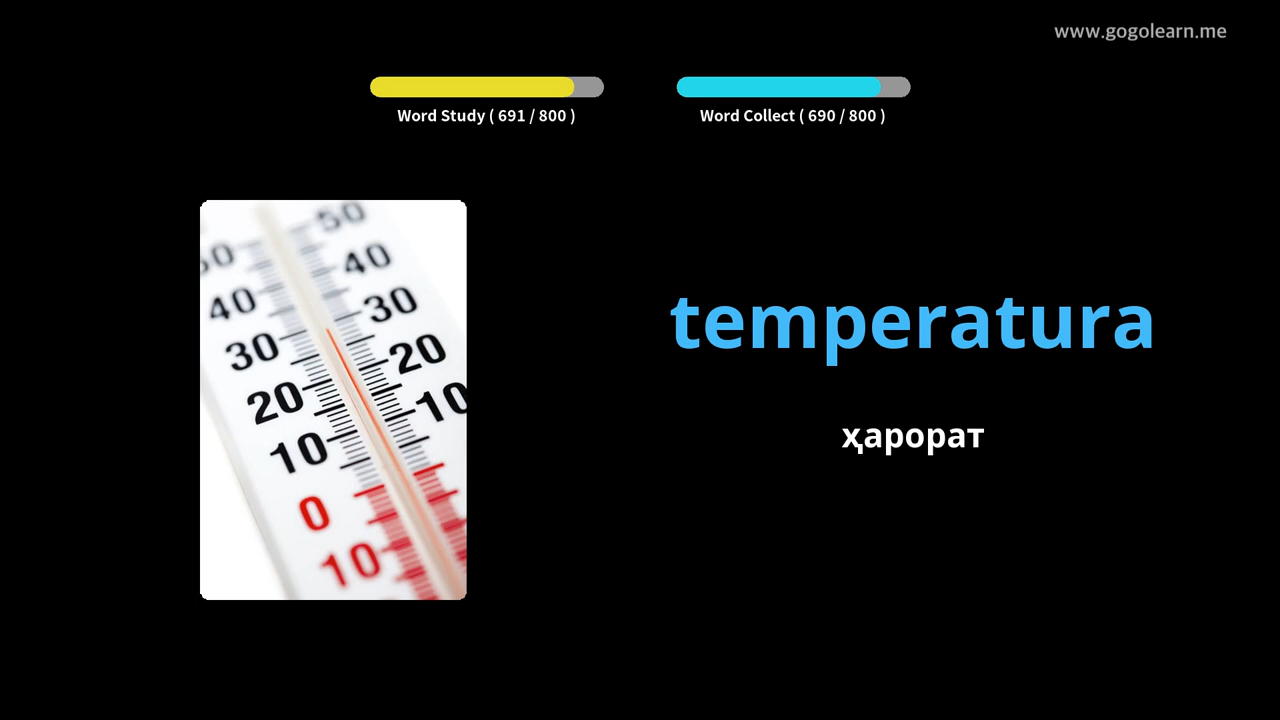 www.gogolearn.me
Word Study ( 691 / 800 )
Word Collect ( 690 / 800 )
50
40
40
30
30
20
20
10
10
0
10
temperatura
ҳарорат